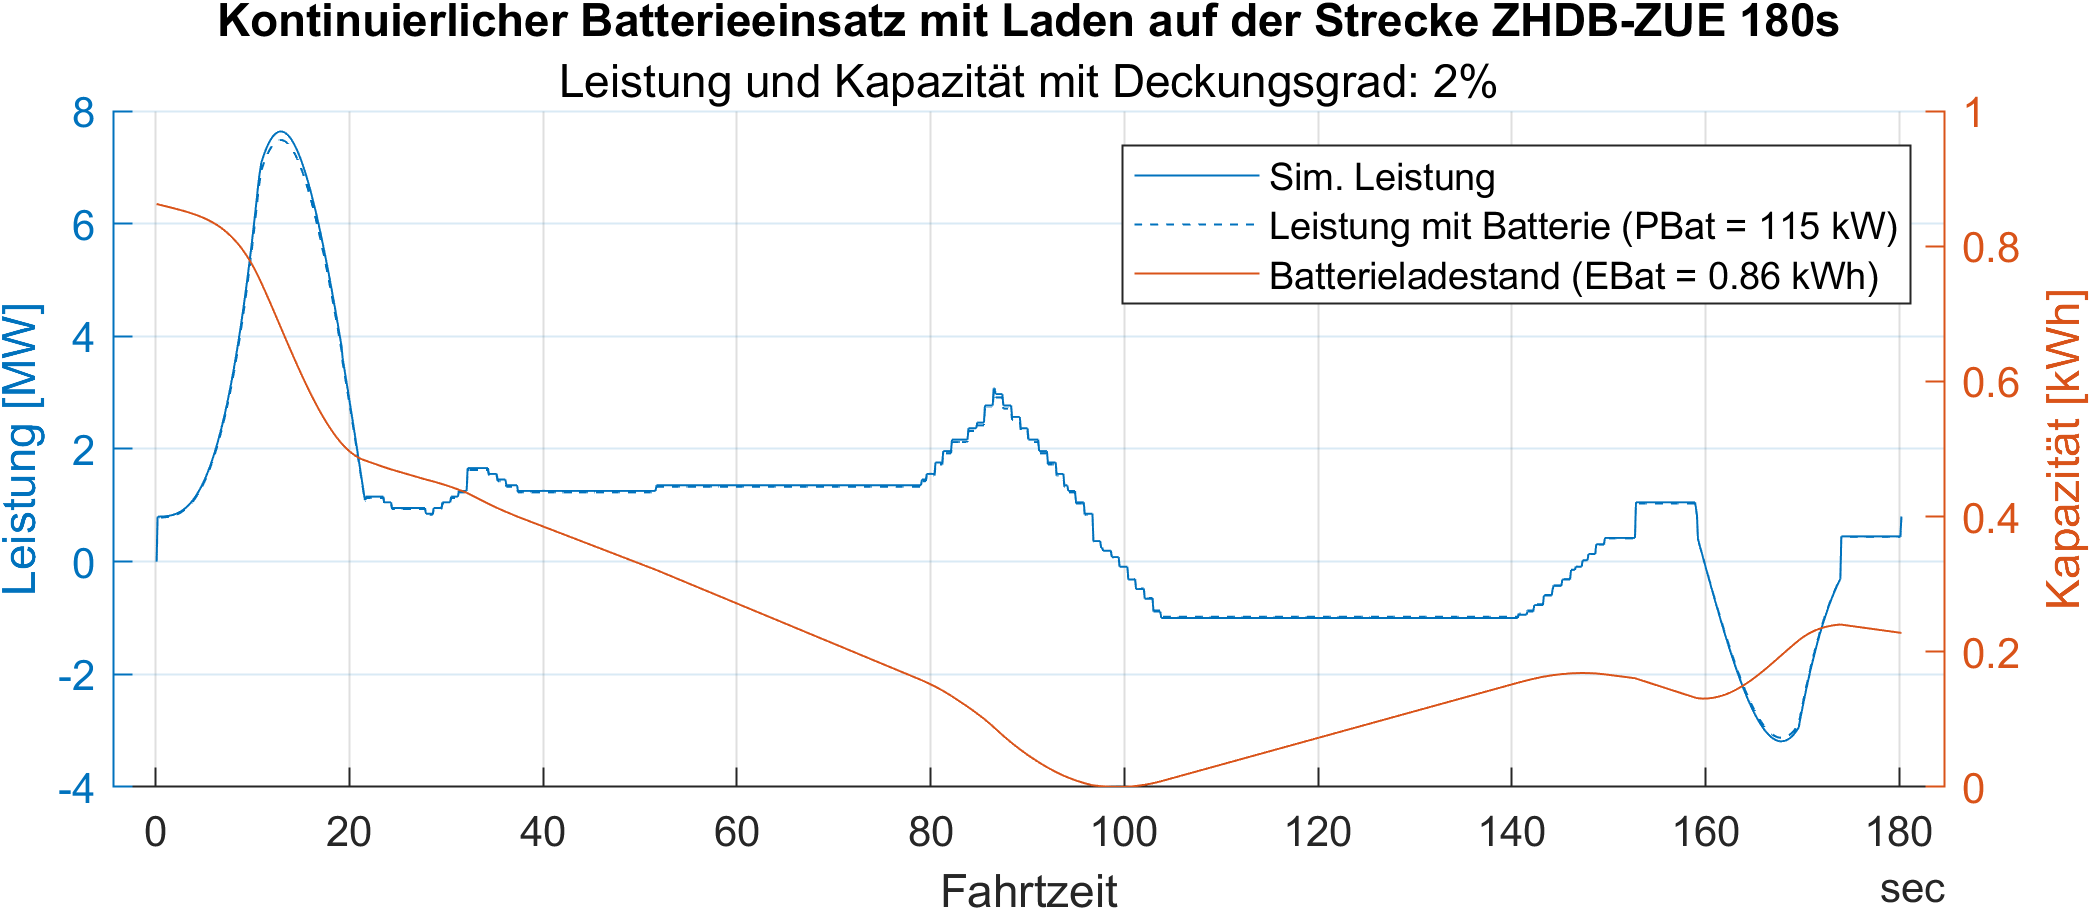 Kontinuierlicher Batterieeinsatz mit Laden auf der Strecke ZHDB-ZUE 180s
Leistung und Kapazität mit Deckungsgrad: 2%
Leistung [MW]
8
6
4
2
0
-2
-4
Sim. Leistung
Leistung mit Batterie (PBat = 115 kW)
Batterieladestand (EBat = 0.86 kWh)
1
0.8
0.6
0.4
0.2
0
Kapazität [kWh]
0 20 40 60 80 100 120 140 160 180
Fahrtzeit
sec